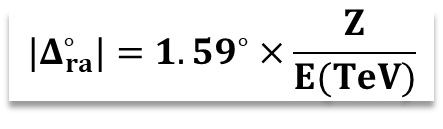 |Δ°ra| = 1.59° × Z / E(TeV)